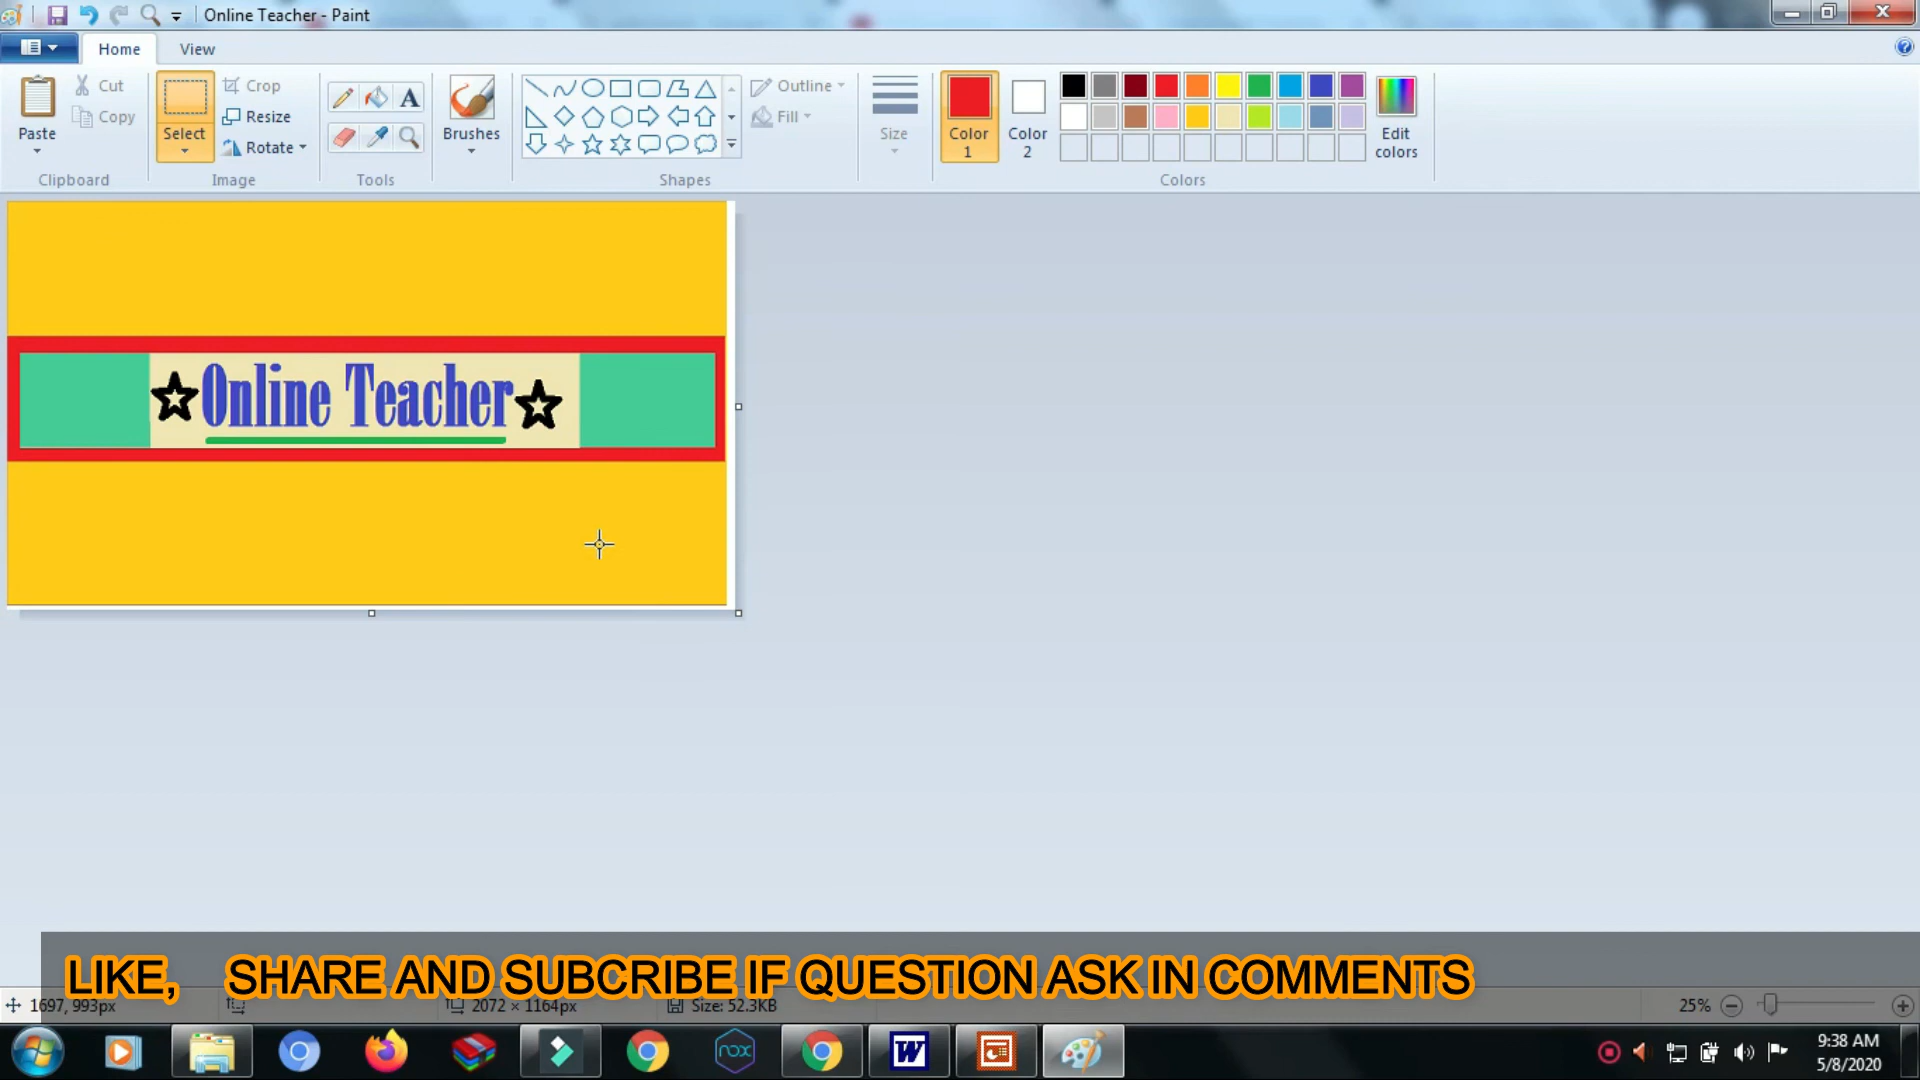 Online Teacher - Paint
Home View
Paste
Cut
Copy
Clipboard
Select
Crop
Resize
Rotate
Image
A
Tools
Brushes
Shapes
Outline
Fill
Size
Color 1
Color 2
Edit colors
Colors
Online Teacher
LIKE, SHARE AND SUBCRIBE IF QUESTION ASK IN COMMENTS
1697, 993px
2072 × 1164px
Size: 52.3KB
25%
nox
W
9:38 AM
5/8/2020